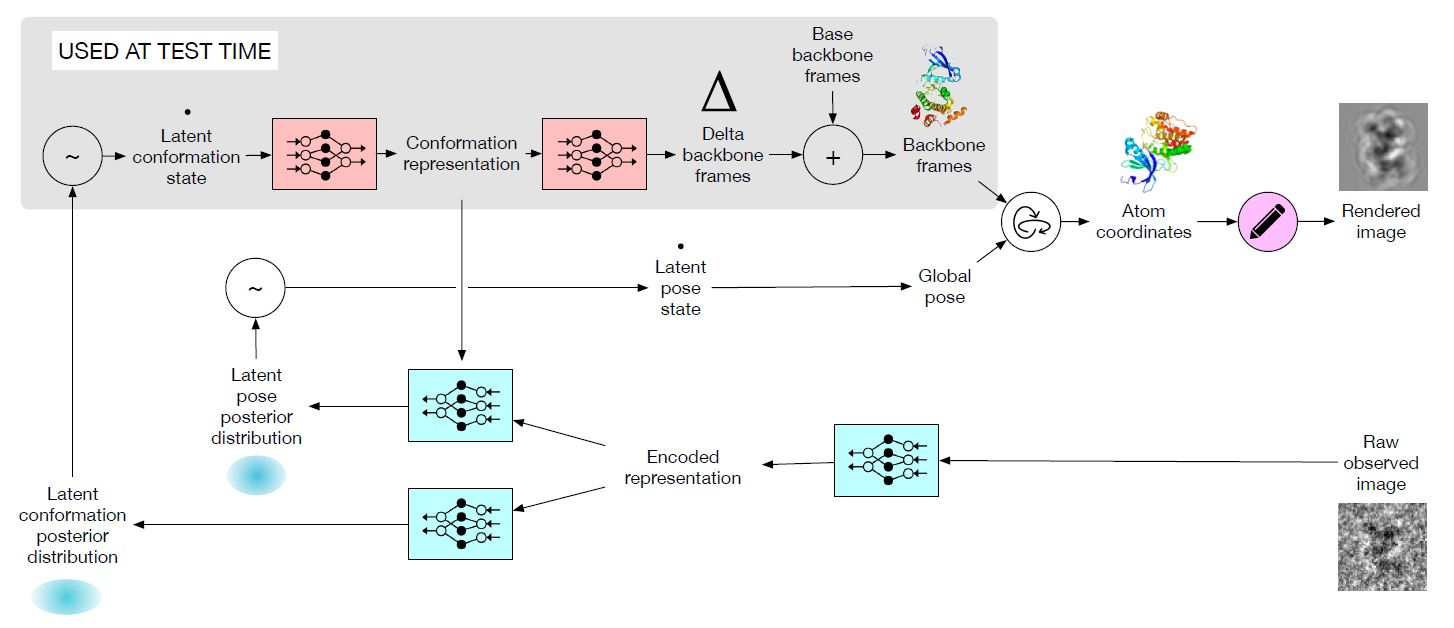 USED AT TEST TIME
Base
backbone
frames
Δ
~
Latent
conformation
state
Conformation
representation
Delta
backbone
frames
+
Backbone
frames
Atom
coordinates
Rendered
image
~
Latent
pose
state
Global
pose
Latent
pose
posterior
distribution
Encoded
representation
Raw
observed
image
Latent
conformation
posterior
distribution